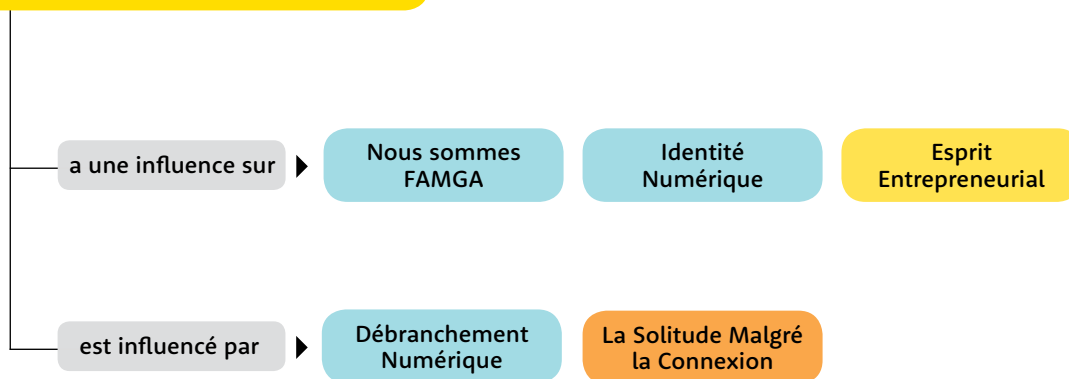 a une influence sur
Nous sommes
FAMGA
Identité
Numérique
Esprit
Entrepreneurial
est influencé par
Débranchement
Numérique
La Solitude Malgré
la Connexion